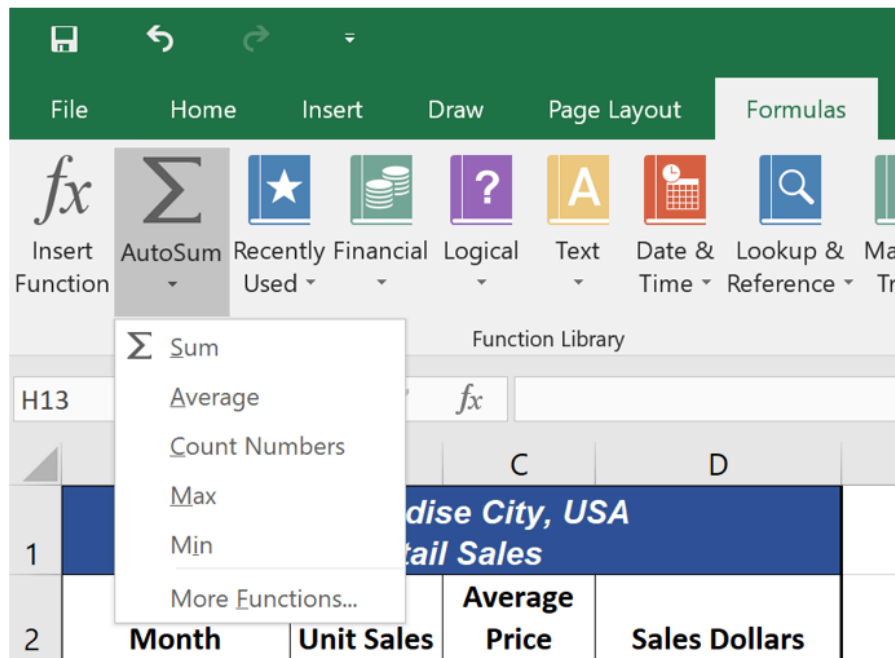 File Home Insert Draw Page Layout Formulas
fx Σ ? A
Insert AutoSum Recently Financial Logical Text Date & Lookup & Ma
Function Used Time Reference Tr
Function Library
Σ Sum
Average
Count Numbers
Max
Min
More Functions...
H13 fx
C D
1 dise City, USA
tail Sales
2 Month Unit Sales Average Price Sales Dollars